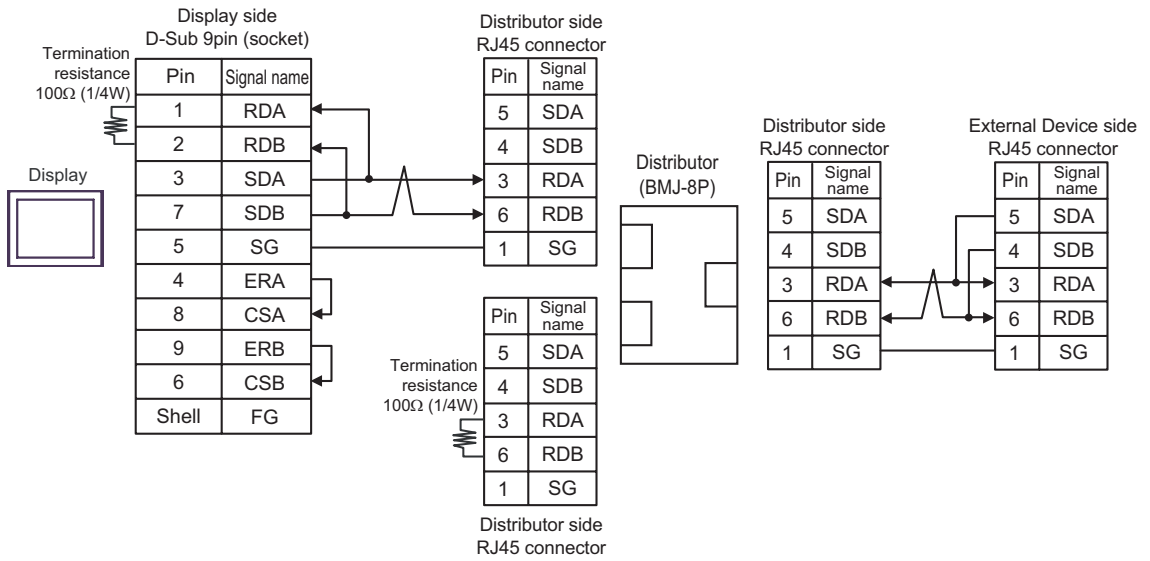 Display side
D-Sub 9pin (socket)
Termination
resistance
100Ω (1/4W)
Pin Signal name
1 RDA
2 RDB
3 SDA
7 SDB
5 SG
4 ERA
8 CSA
9 ERB
6 CSB
Shell FG
Display
Distributor side
RJ45 connector
Pin Signal name
5 SDA
4 SDB
3 RDA
6 RDB
1 SG
Termination
resistance
100Ω (1/4W)
Pin Signal name
5 SDA
4 SDB
3 RDA
6 RDB
1 SG
Distributor side
RJ45 connector
Distributor
(BMJ-8P)
Distributor side
RJ45 connector
Pin Signal name
5 SDA
4 SDB
3 RDA
6 RDB
1 SG
External Device side
RJ45 connector
Pin Signal name
5 SDA
4 SDB
3 RDA
6 RDB
1 SG